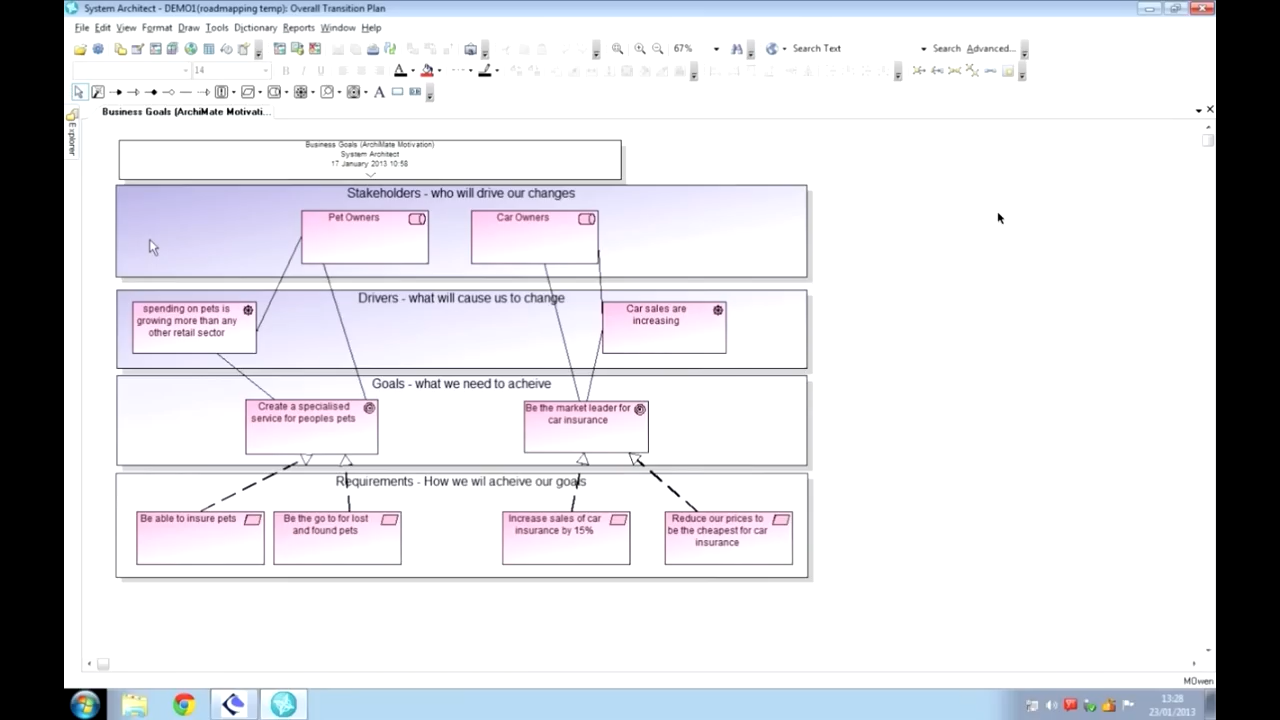 System Architect - DEMO1(roadmapping temp): Overall Transition Plan
File Edit View Format Draw Tools Dictionary Reports Window Help
67% Search Text Search Advanced...
14
A
Business Goals (ArchiMate Motivati...
Explorer
Business Goals (ArchiMate Motivation)
System Architect
17 January 2013 10:58
Stakeholders - who will drive our changes
Pet Owners
Car Owners
Drivers - what will cause us to change
spending on pets is
growing more than any
other retail sector
Car sales are
increasing
Goals - what we need to acheive
Create a specialised
service for peoples pets
Be the market leader for
car insurance
Requirements - How we wil acheive our goals
Be able to insure pets
Be the go to for lost
and found pets
Increase sales of car
insurance by 15%
Reduce our prices to
be the cheapest for car
insurance
MOwen
13:28
23/01/2013